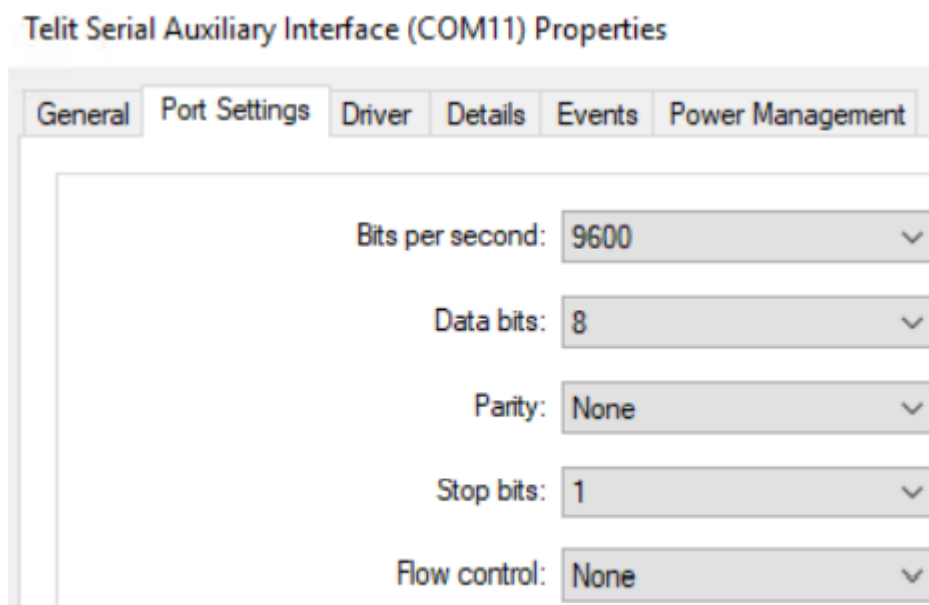 Telit Serial Auxiliary Interface (COM11) Properties
General Port Settings Driver Details Events Power Management
Bits per second: 9600
Data bits: 8
Parity: None
Stop bits: 1
Flow control: None